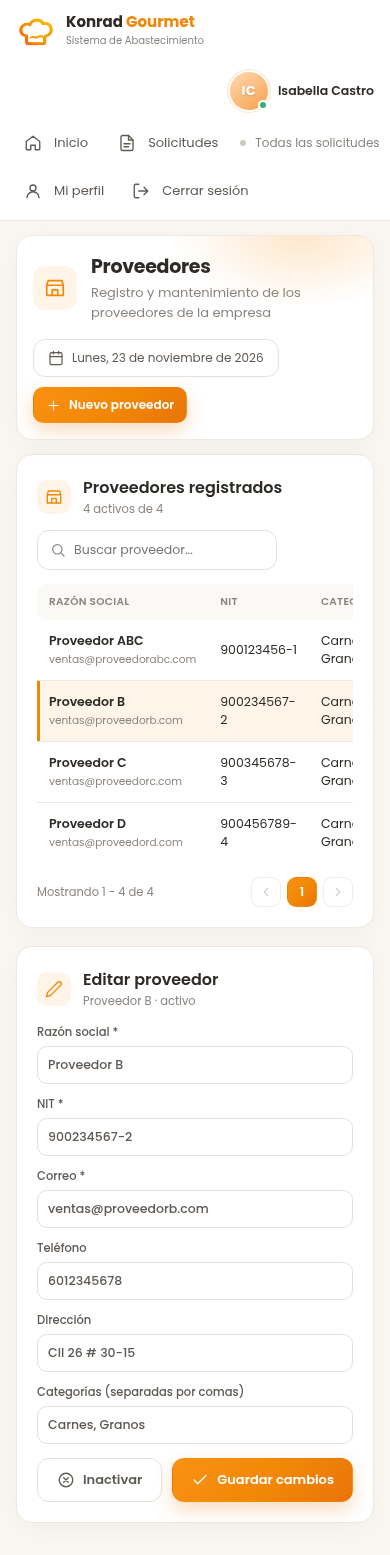 Konrad Gourmet
Sistema de Abastecimiento
IC
Isabella Castro
Inicio
Solicitudes
Todas las solicitudes
Mi perfil
Cerrar sesión
Proveedores
Registro y mantenimiento de los
proveedores de la empresa
Lunes, 23 de noviembre de 2026
Nuevo proveedor
Proveedores registrados
4 activos de 4
Buscar proveedor...
RAZÓN SOCIAL NIT CATEG
Proveedor ABC
ventas@proveedorabc.com
900123456-1
Carne
Grano
Proveedor B
ventas@proveedorb.com
900234567-
2
Carne
Grano
Proveedor C
ventas@proveedorc.com
900345678-
3
Carne
Grano
Proveedor D
ventas@proveedord.com
900456789-
4
Carne
Grano
Mostrando 1 - 4 de 4
1
Editar proveedor
Proveedor B · activo
Razón social *
Proveedor B
NIT *
900234567-2
Correo *
ventas@proveedorb.com
Teléfono
6012345678
Dirección
Cll 26 # 30-15
Categorías (separadas por comas)
Carnes, Granos
Inactivar
Guardar cambios